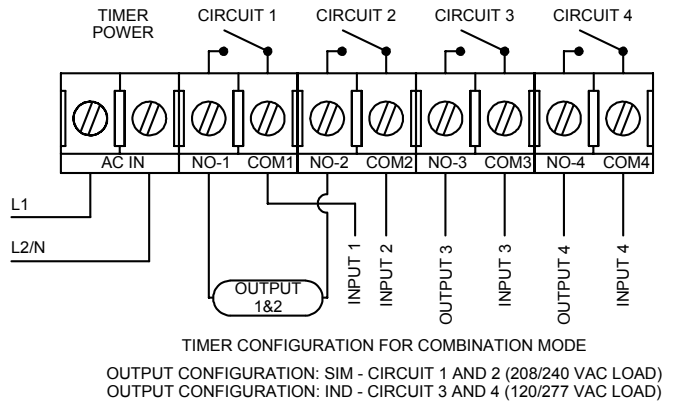 TIMER
POWER
CIRCUIT 1
CIRCUIT 2
CIRCUIT 3
CIRCUIT 4
AC IN
NO-1
COM1
NO-2
COM2
NO-3
COM3
NO-4
COM4
L1
L2/N
OUTPUT
1&2
INPUT 1
INPUT 2
OUTPUT 3
INPUT 3
OUTPUT 4
INPUT 4
TIMER CONFIGURATION FOR COMBINATION MODE
OUTPUT CONFIGURATION: SIM - CIRCUIT 1 AND 2 (208/240 VAC LOAD)
OUTPUT CONFIGURATION: IND - CIRCUIT 3 AND 4 (120/277 VAC LOAD)